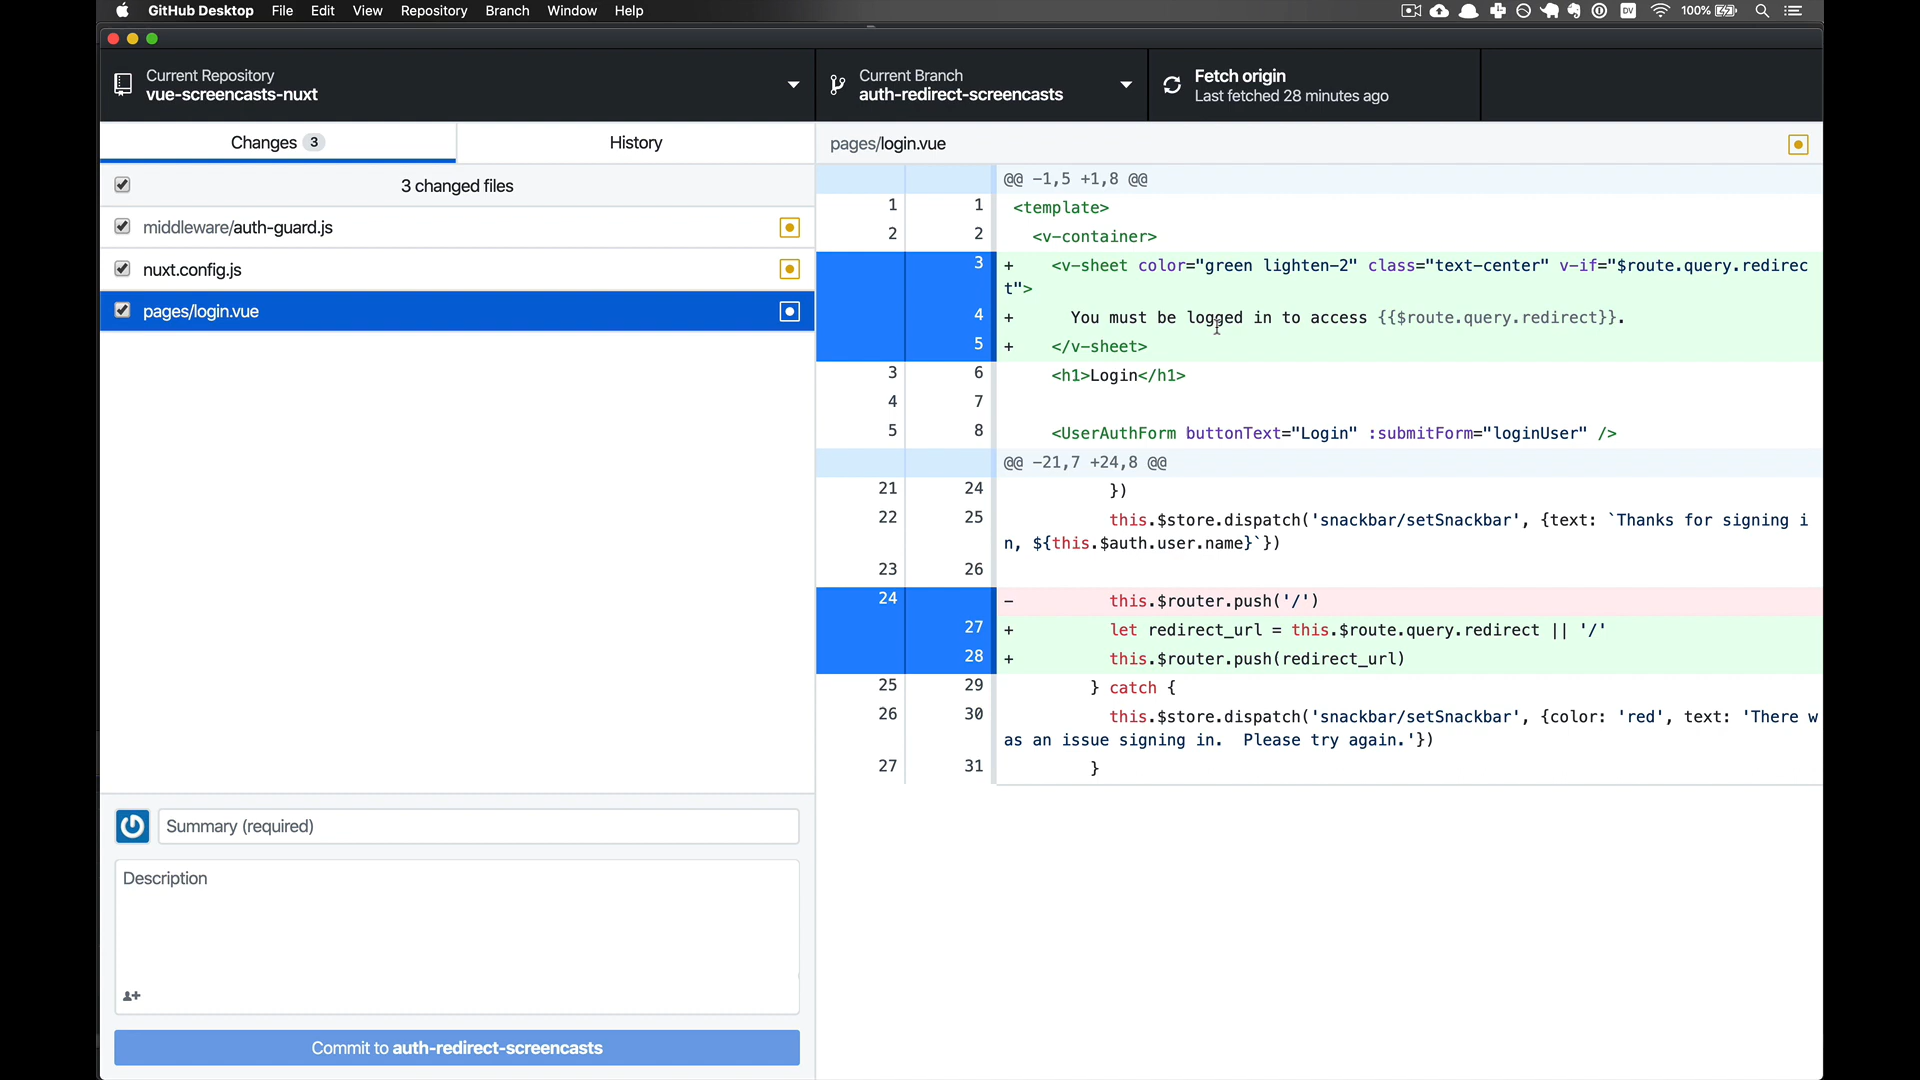 GitHub Desktop File Edit View Repository Branch Window Help
DV 100%
Current Repository
vue-screencasts-nuxt
Current Branch
auth-redirect-screencasts
Fetch origin
Last fetched 28 minutes ago
Changes 3
History
3 changed files
middleware/auth-guard.js
nuxt.config.js
pages/login.vue
Summary (required)
Description
Commit to auth-redirect-screencasts
pages/login.vue
@@ -1,5 +1,8 @@
1 1 <template>
2 2 <v-container>
3 + <v-sheet color="green lighten-2" class="text-center" v-if="$route.query.redirec
t">
4 + You must be logged in to access {{$route.query.redirect}}.
5 + </v-sheet>
3 6 <h1>Login</h1>
4 7
5 8 <UserAuthForm buttonText="Login" :submitForm="loginUser" />
@@ -21,7 +24,8 @@
21 24 })
22 25 this.$store.dispatch('snackbar/setSnackbar', {text: `Thanks for signing i
n, ${this.$auth.user.name}`})
23 26
24 - this.$router.push('/')
27 + let redirect_url = this.$route.query.redirect || '/'
28 + this.$router.push(redirect_url)
25 29 } catch {
26 30 this.$store.dispatch('snackbar/setSnackbar', {color: 'red', text: 'There w
as an issue signing in.  Please try again.'})
27 31 }